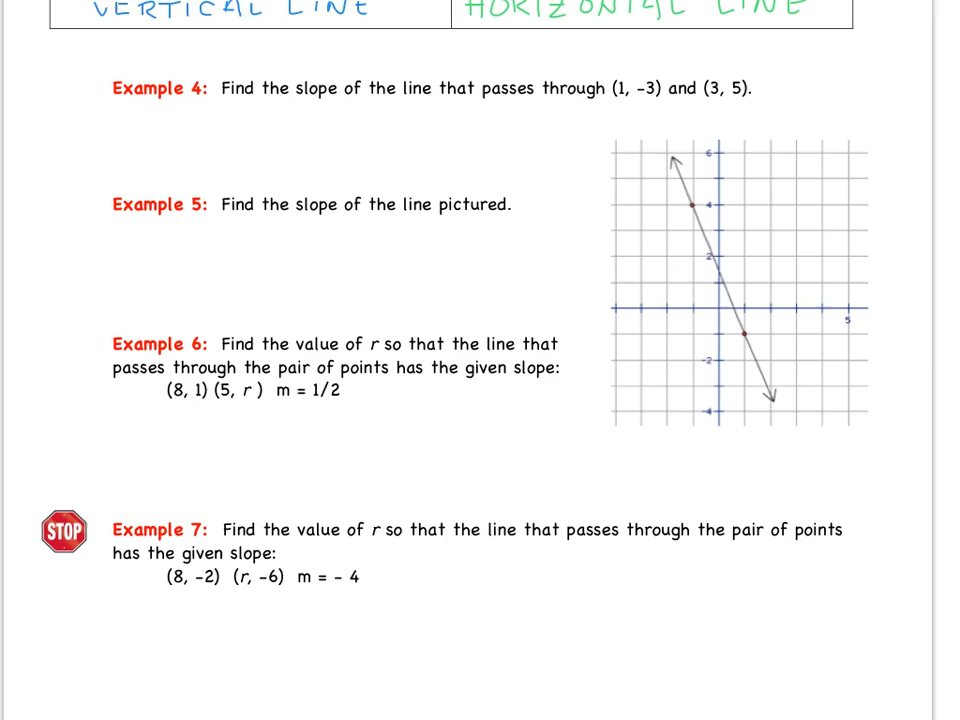 VERTICAL LINE
HORIZONTAL LINE
Example 4: Find the slope of the line that passes through (1, -3) and (3, 5).
Example 5: Find the slope of the line pictured.
6
4
2
5
-2
-4
Example 6: Find the value of r so that the line that
passes through the pair of points has the given slope:
(8, 1) (5, r ) m = 1/2
STOP
Example 7: Find the value of r so that the line that passes through the pair of points
has the given slope:
(8, -2) (r, -6) m = - 4